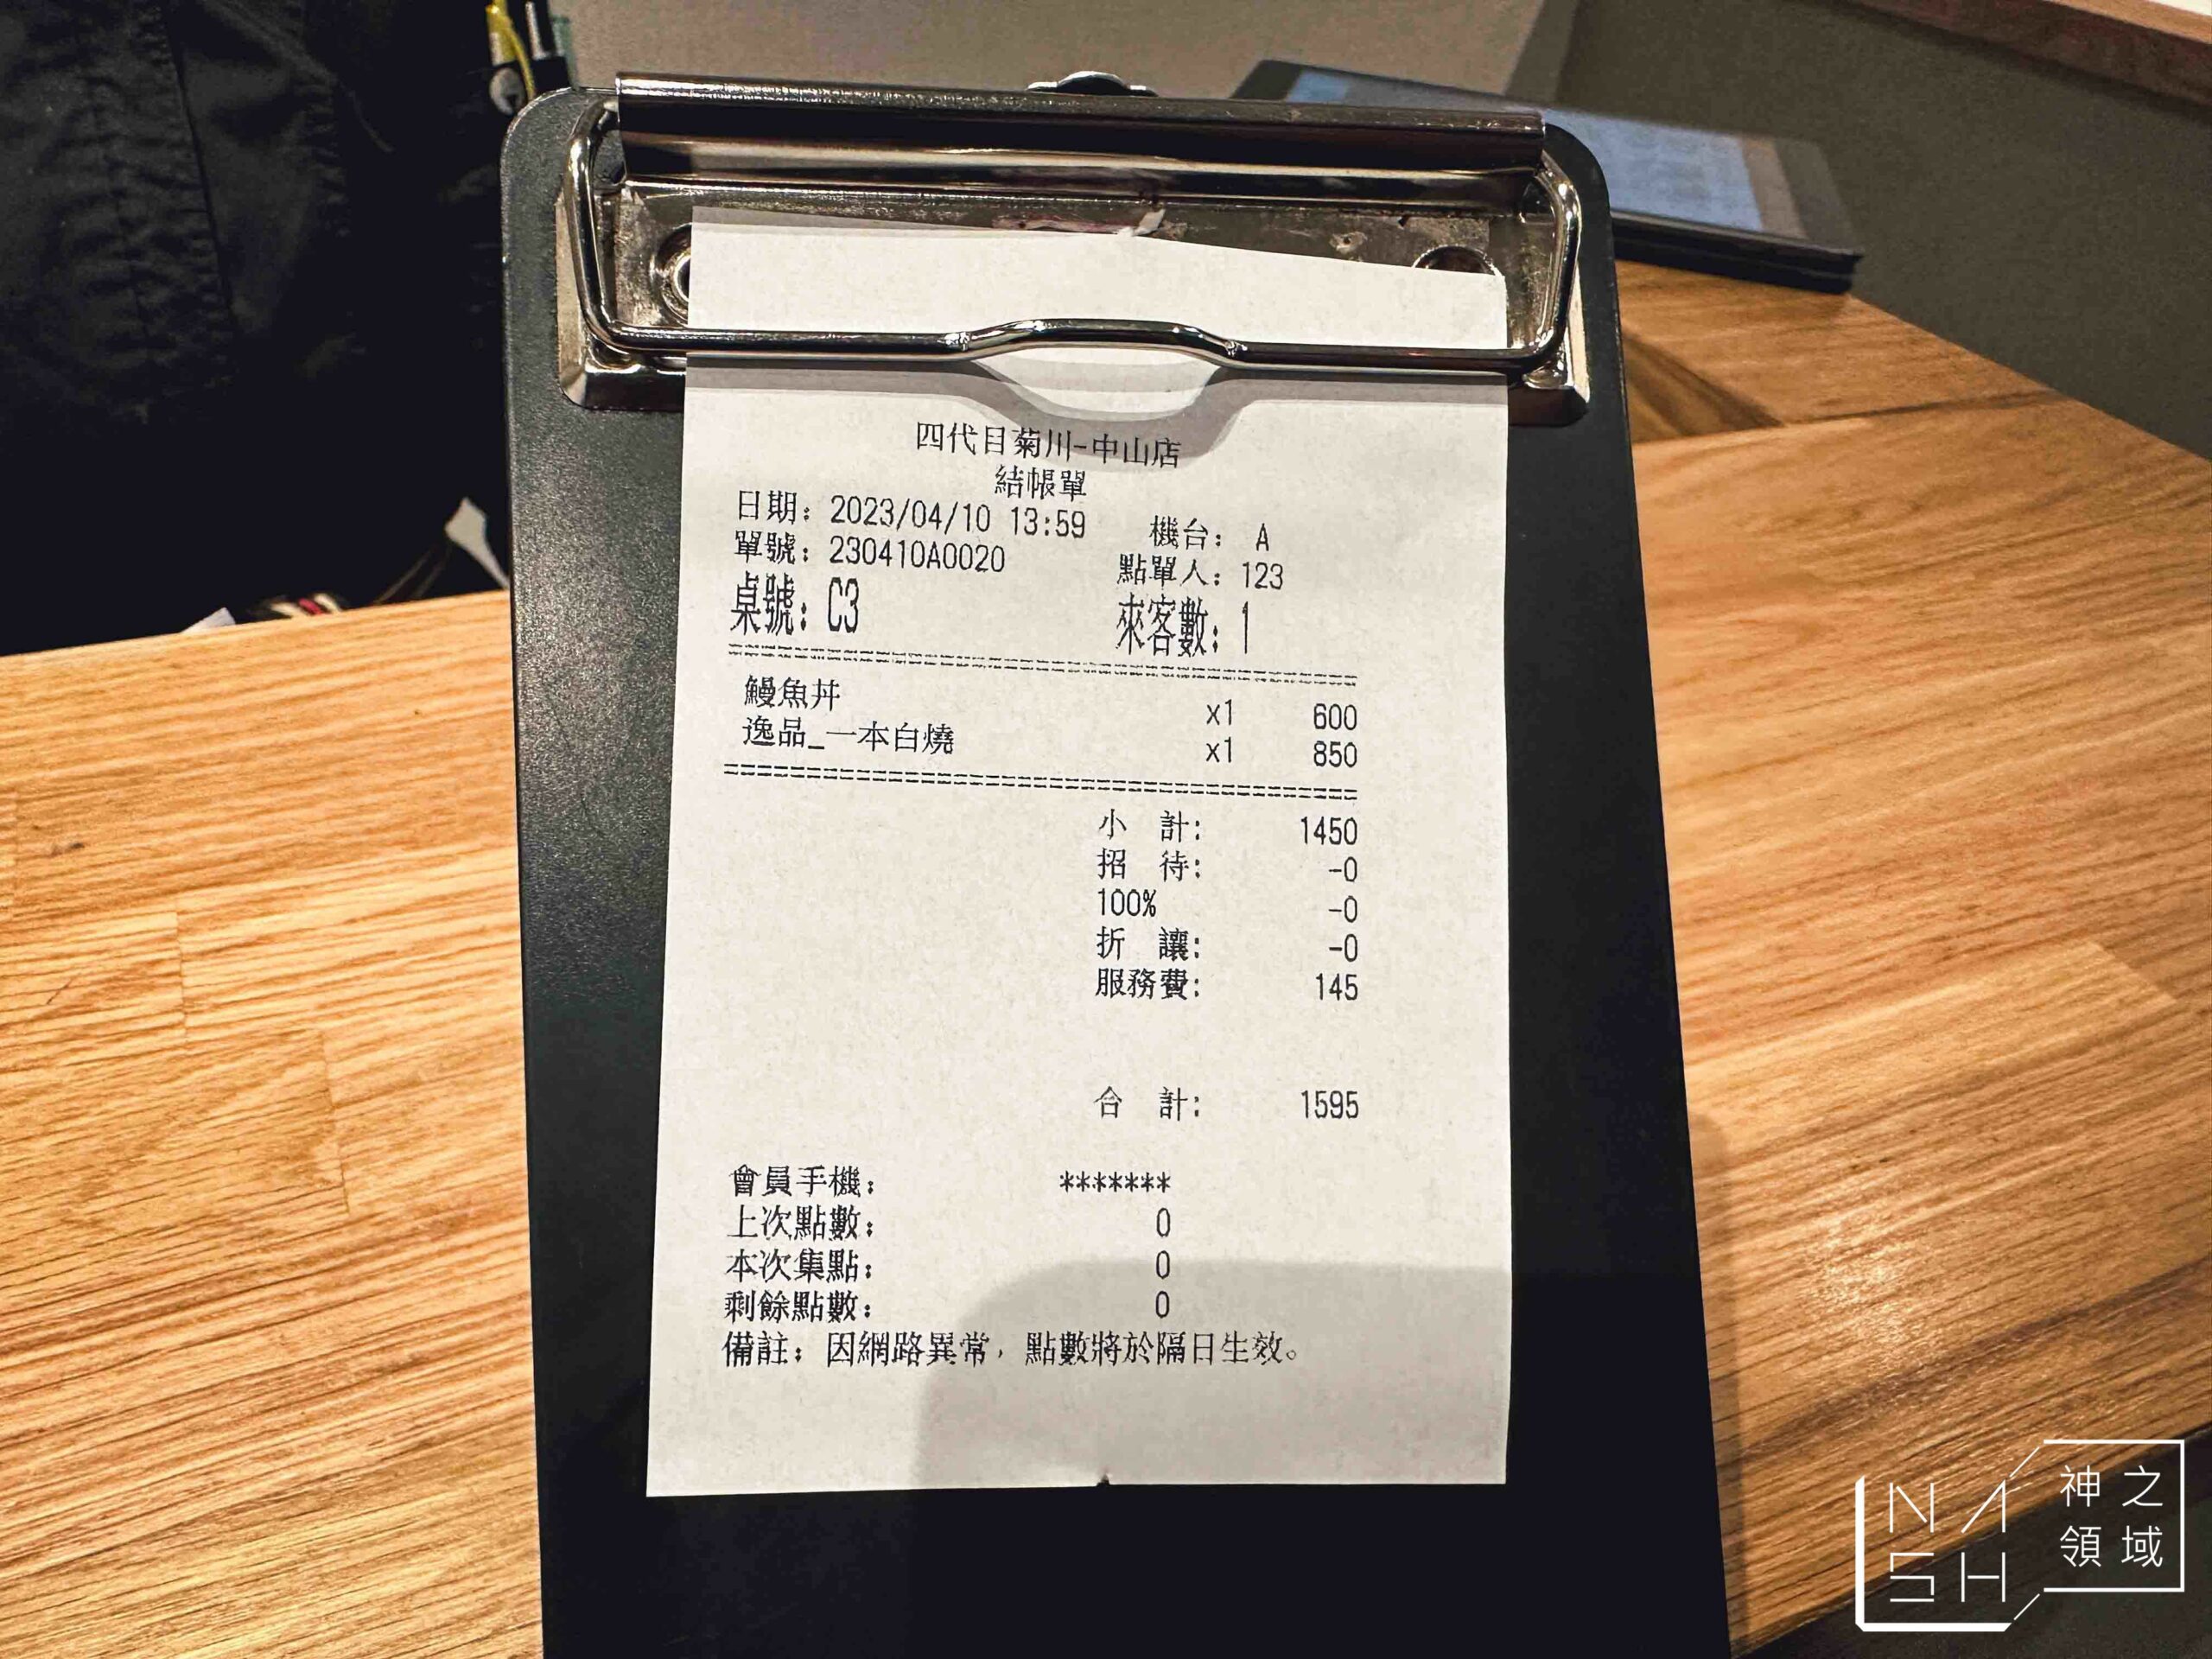 四代目菊川-中山店
結帳單
日期: 2023/04/10 13:59 機台: A
單號: 230410A0020 點單人: 123
桌號: C3 來客數: 1
鰻魚丼 x1 600
逸品_一本白燒 x1 850
小 計: 1450
招 待: -0
100% -0
折 讓: -0
服務費: 145
合 計: 1595
會員手機: *******
上次點數: 0
本次集點: 0
剩餘點數: 0
備註: 因網路異常，點數將於隔日生效。
NASH
神之領域